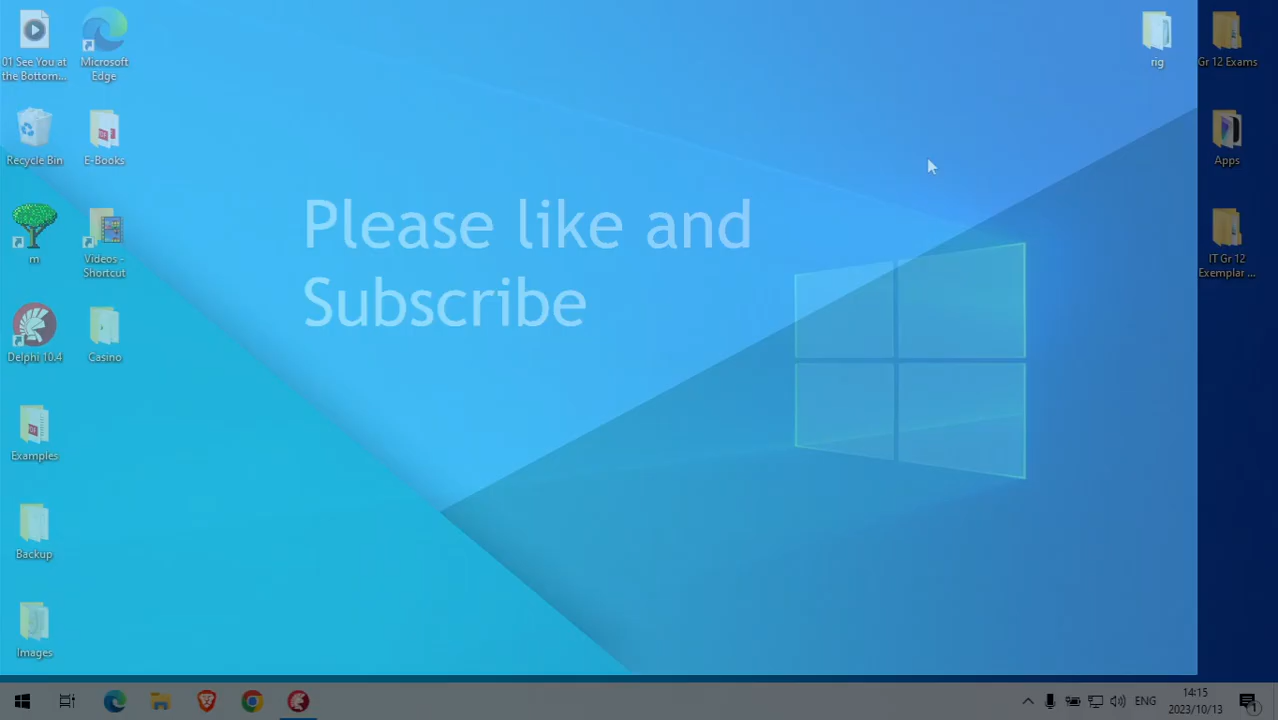 01 See You at
the Bottom...
Microsoft
Edge
rig
Gr 12 Exams
Recycle Bin
E-Books
Apps
Please like and
Subscribe
m
Videos -
Shortcut
IT Gr 12
Exemplar ...
Delphi 10.4
Casino
Examples
Backup
Images
ENG
14:15
2023/10/13
1